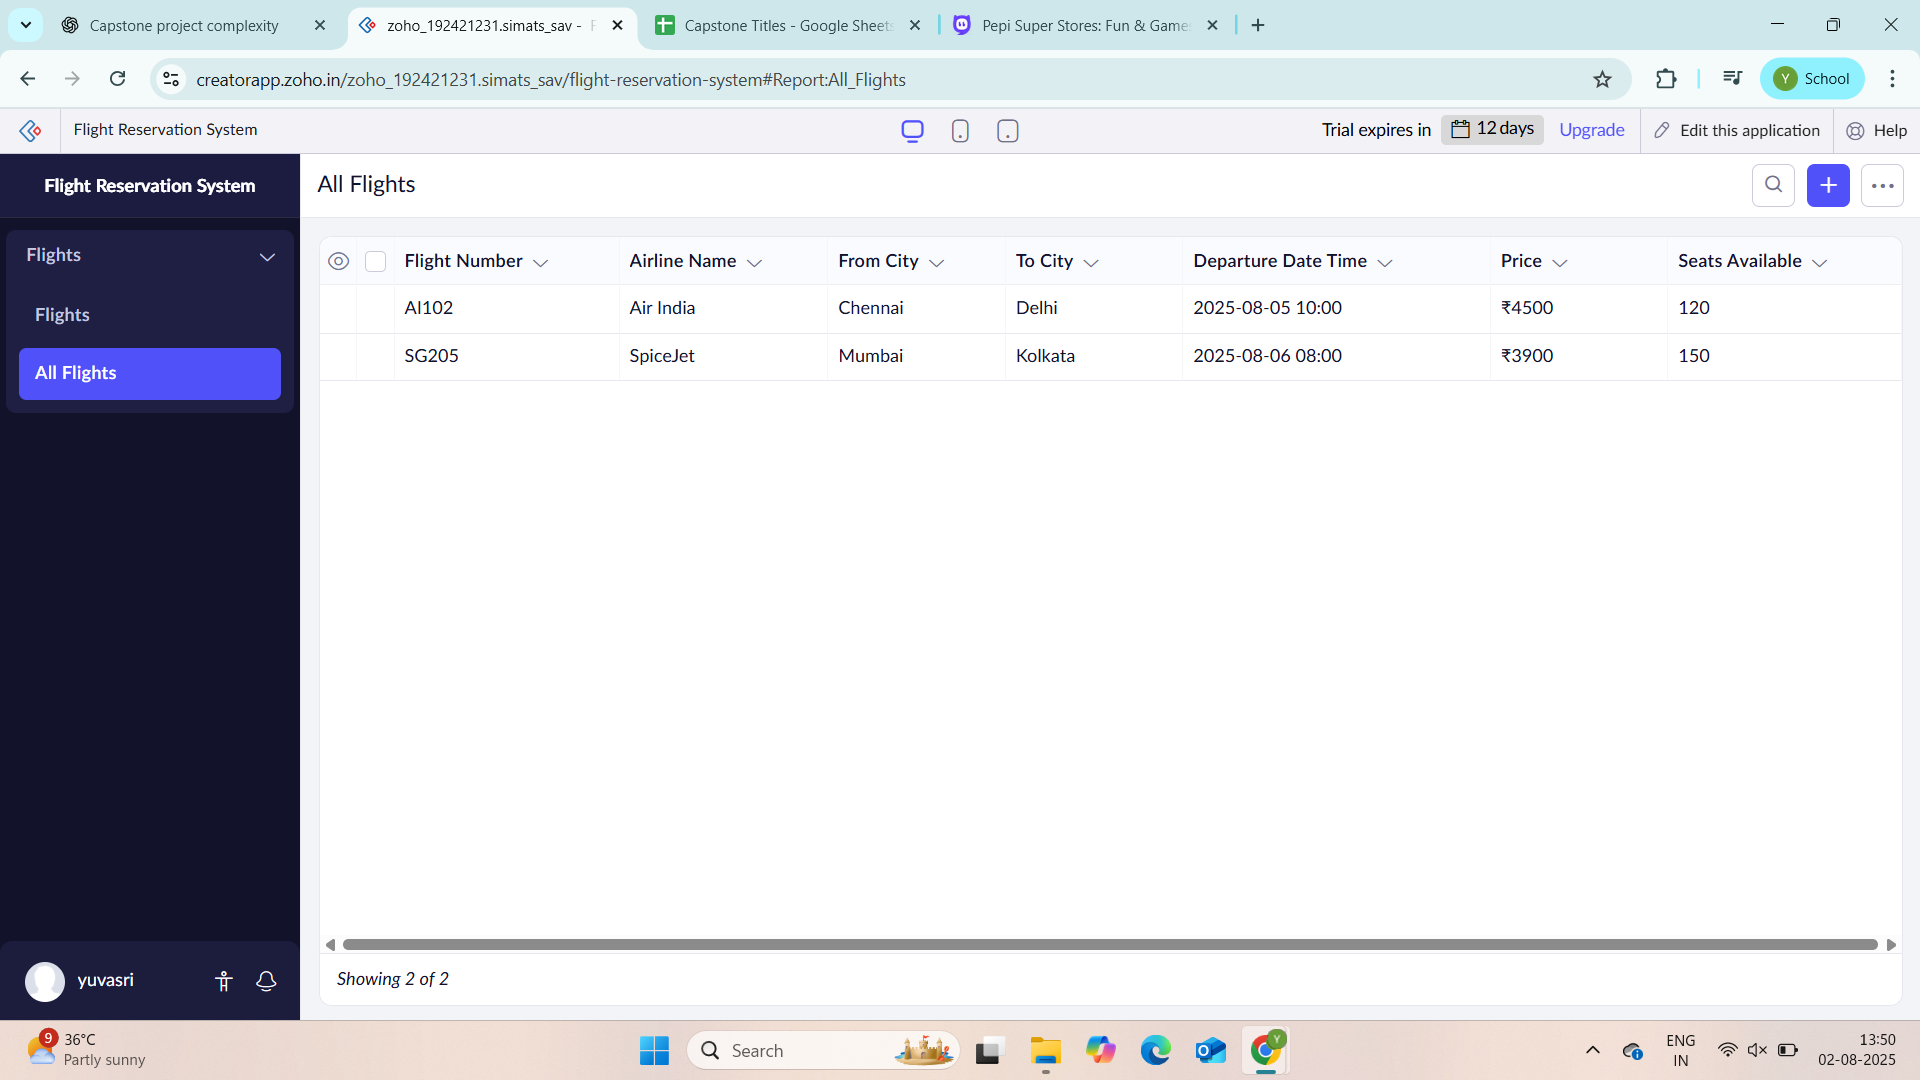 Capstone project complexity
zoho_192421231.simats_sav -
Capstone Titles - Google Sheets
Pepi Super Stores: Fun & Game
creatorapp.zoho.in/zoho_192421231.simats_sav/flight-reservation-system#Report:All_Flights
Y School
Flight Reservation System
Trial expires in 12 days Upgrade Edit this application Help
Flight Reservation System
Flights
Flights
All Flights
yuvasri
All Flights
Flight Number Airline Name From City To City Departure Date Time Price Seats Available
AI102 Air India Chennai Delhi 2025-08-05 10:00 ₹4500 120
SG205 SpiceJet Mumbai Kolkata 2025-08-06 08:00 ₹3900 150
Showing 2 of 2
9 36°C
Partly sunny
Search
Y
ENG
IN
13:50
02-08-2025